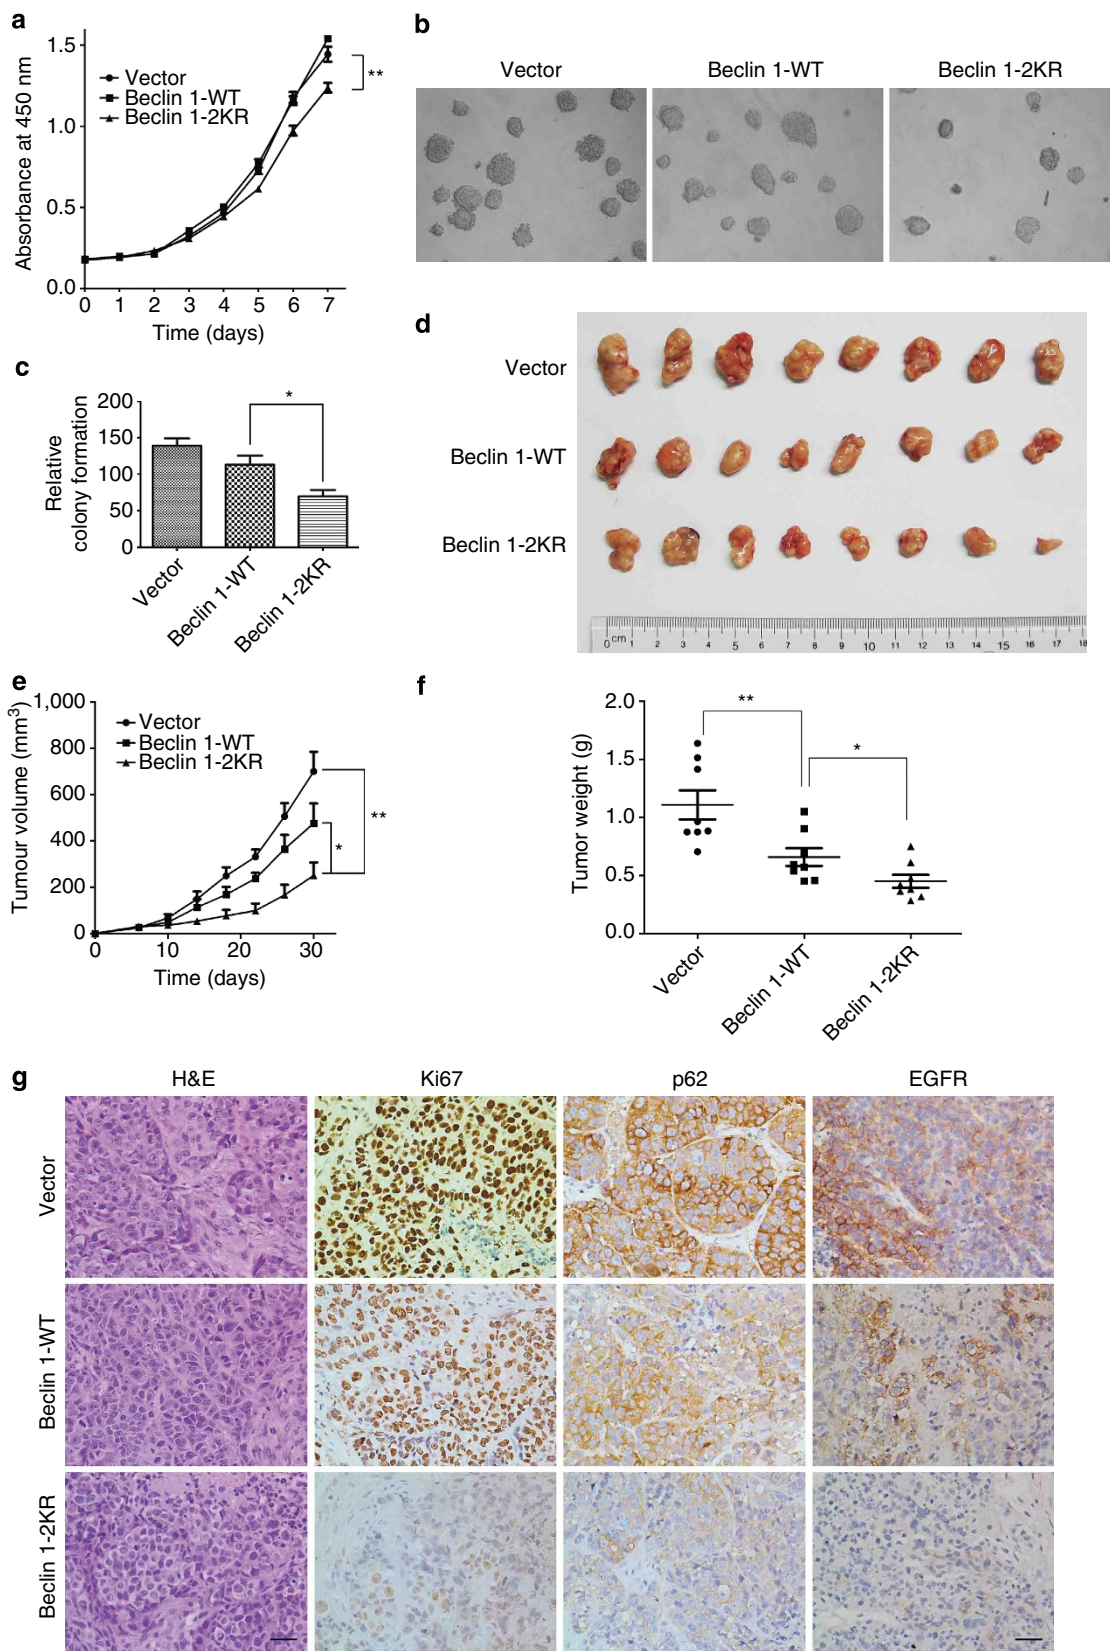 a
1.5
1.0
0.5
0.0
Absorbance at 450 nm
Vector
Beclin 1-WT
Beclin 1-2KR
**
0 1 2 3 4 5 6 7
Time (days)
b
Vector Beclin 1-WT Beclin 1-2KR
c
200
150
100
50
0
Relative
colony formation
*
Vector
Beclin 1-WT
Beclin 1-2KR
d
Vector
Beclin 1-WT
Beclin 1-2KR
0 cm 1 2 3 4 5 6 7 8 9 10 11 12 13 14 15 16 17 18
e
1,000
800
600
400
200
0
Tumour volume (mm³)
Vector
Beclin 1-WT
Beclin 1-2KR
*
**
0 10 20 30
Time (days)
f
2.0
1.5
1.0
0.5
0.0
Tumor weight (g)
**
*
Vector
Beclin 1-WT
Beclin 1-2KR
g
H&E Ki67 p62 EGFR
Vector
Beclin 1-WT
Beclin 1-2KR